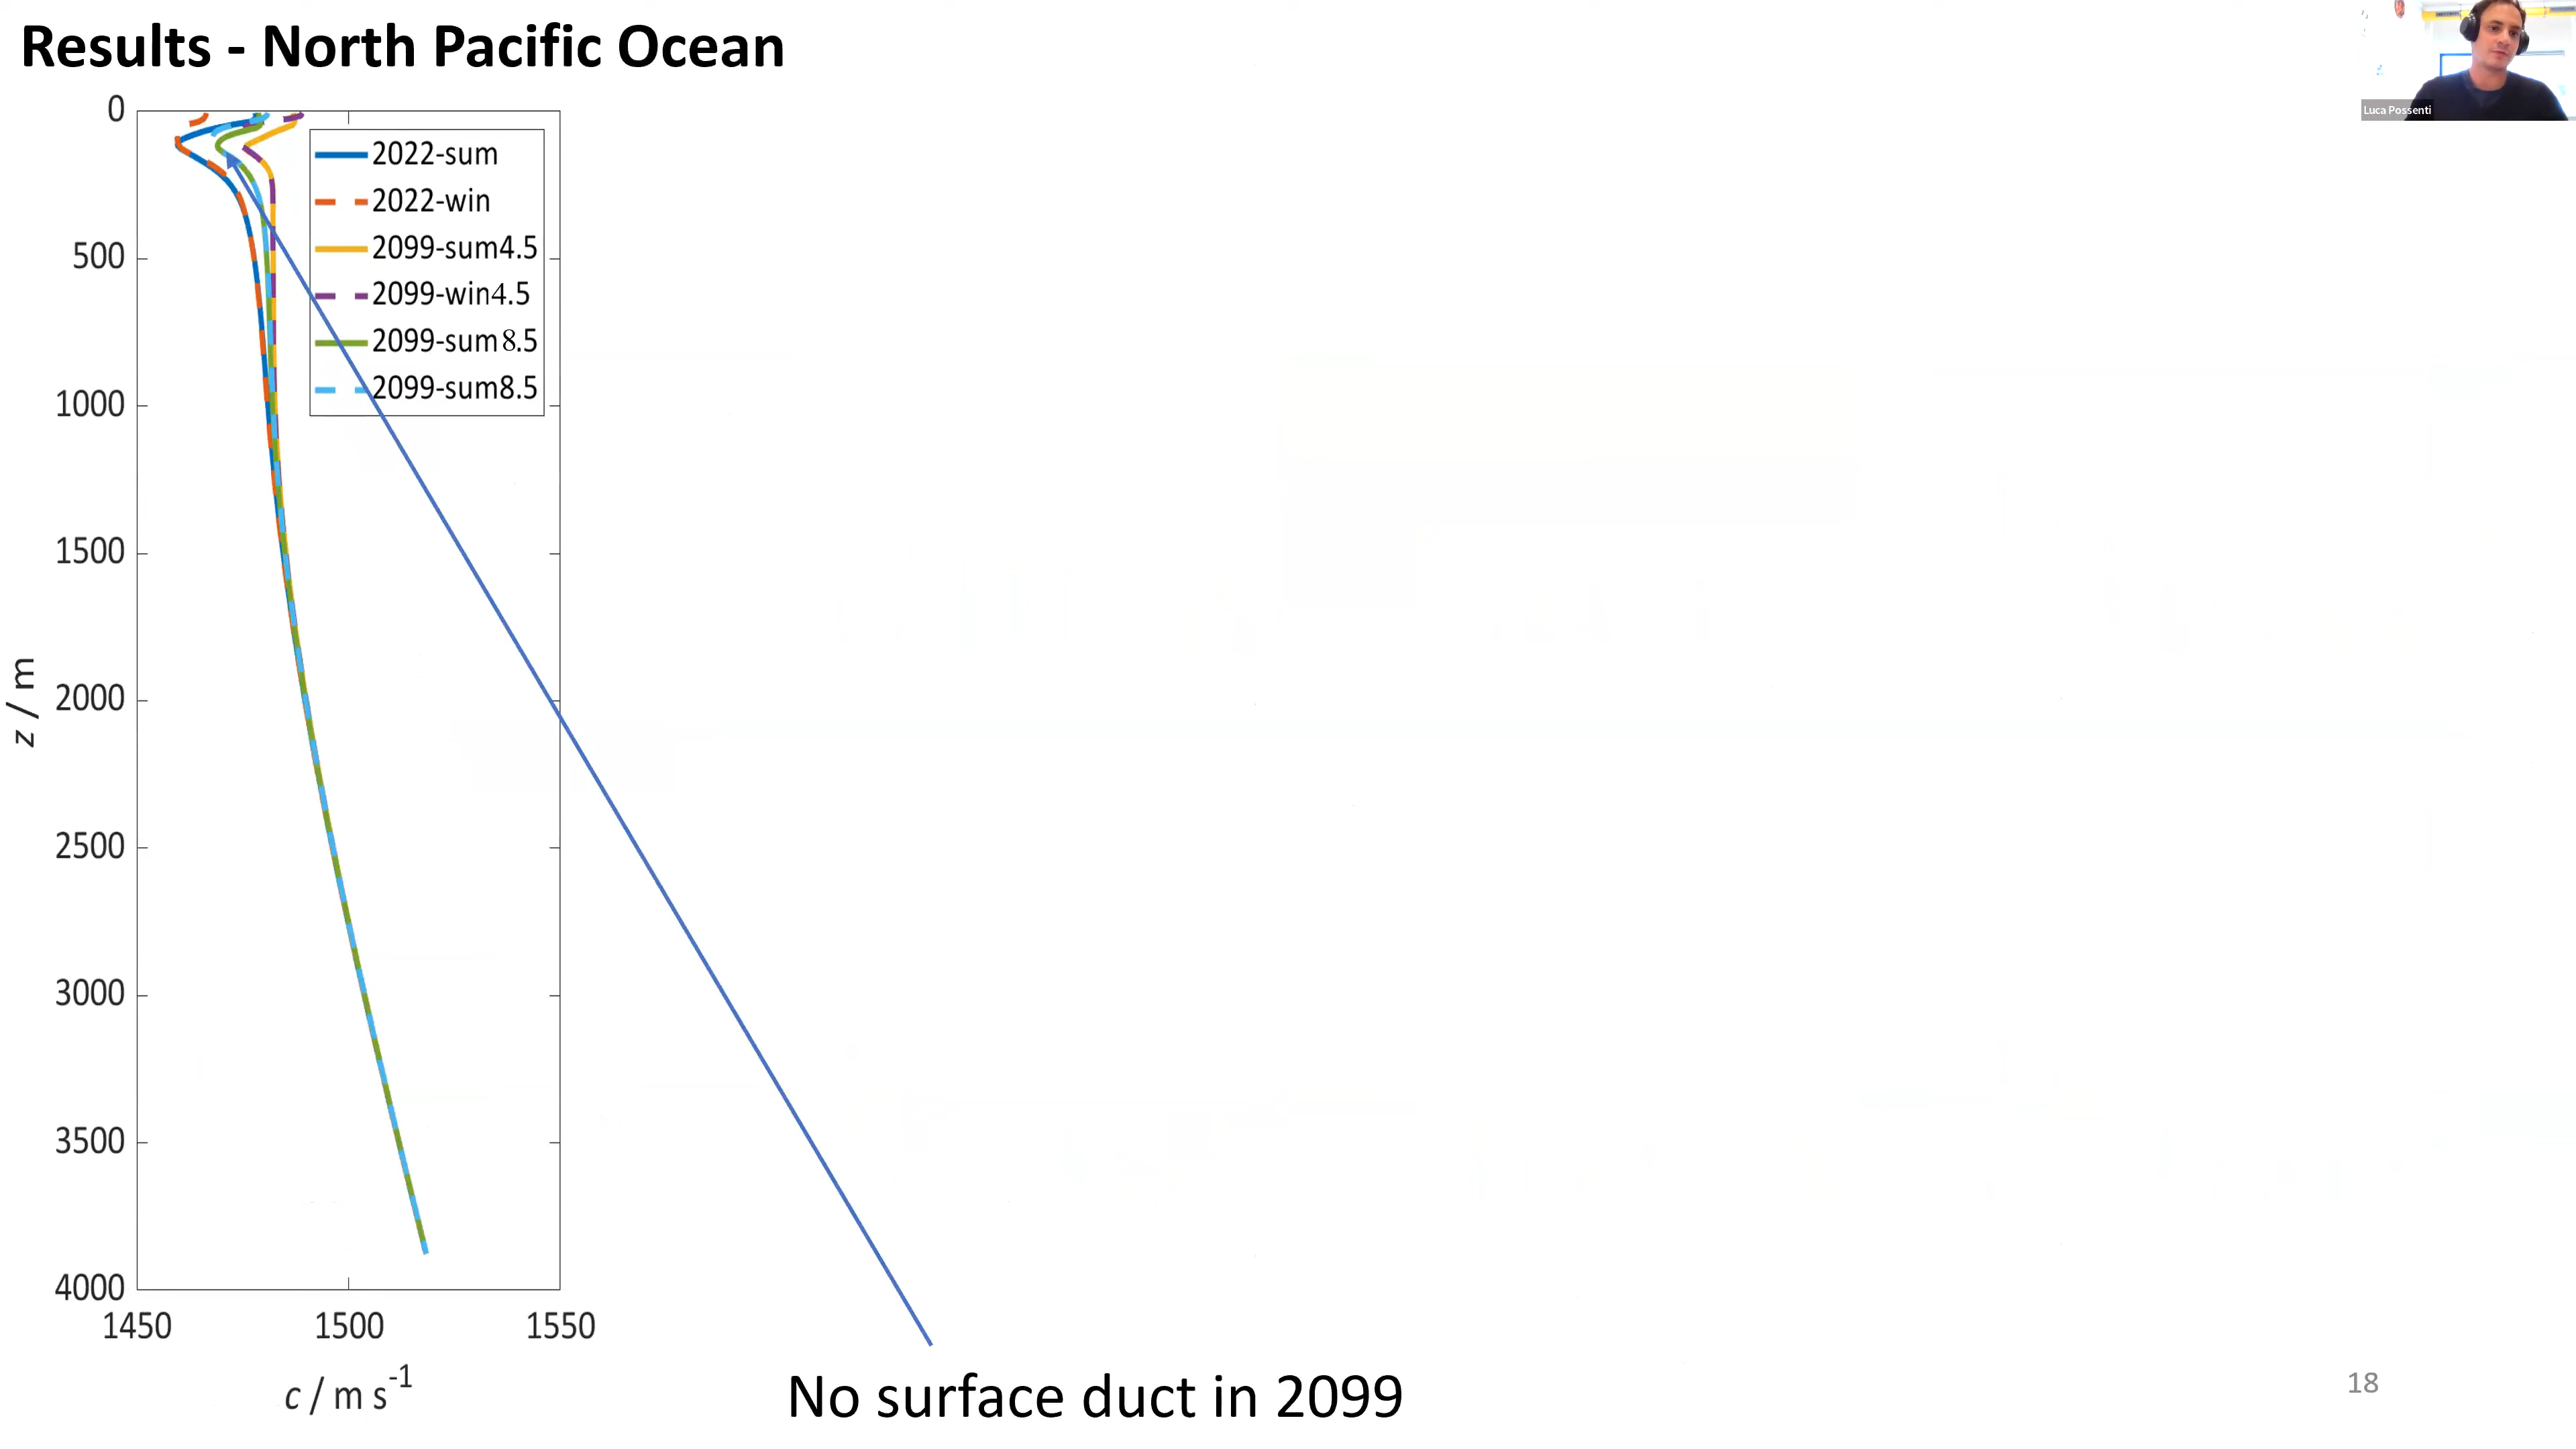 Results - North Pacific Ocean
Luca Possenti
0
500
1000
1500
2000
2500
3000
3500
4000
z / m
1450 1500 1550
c / m s⁻¹
2022-sum
2022-win
2099-sum4.5
2099-win4.5
2099-sum8.5
2099-sum8.5
No surface duct in 2099
18